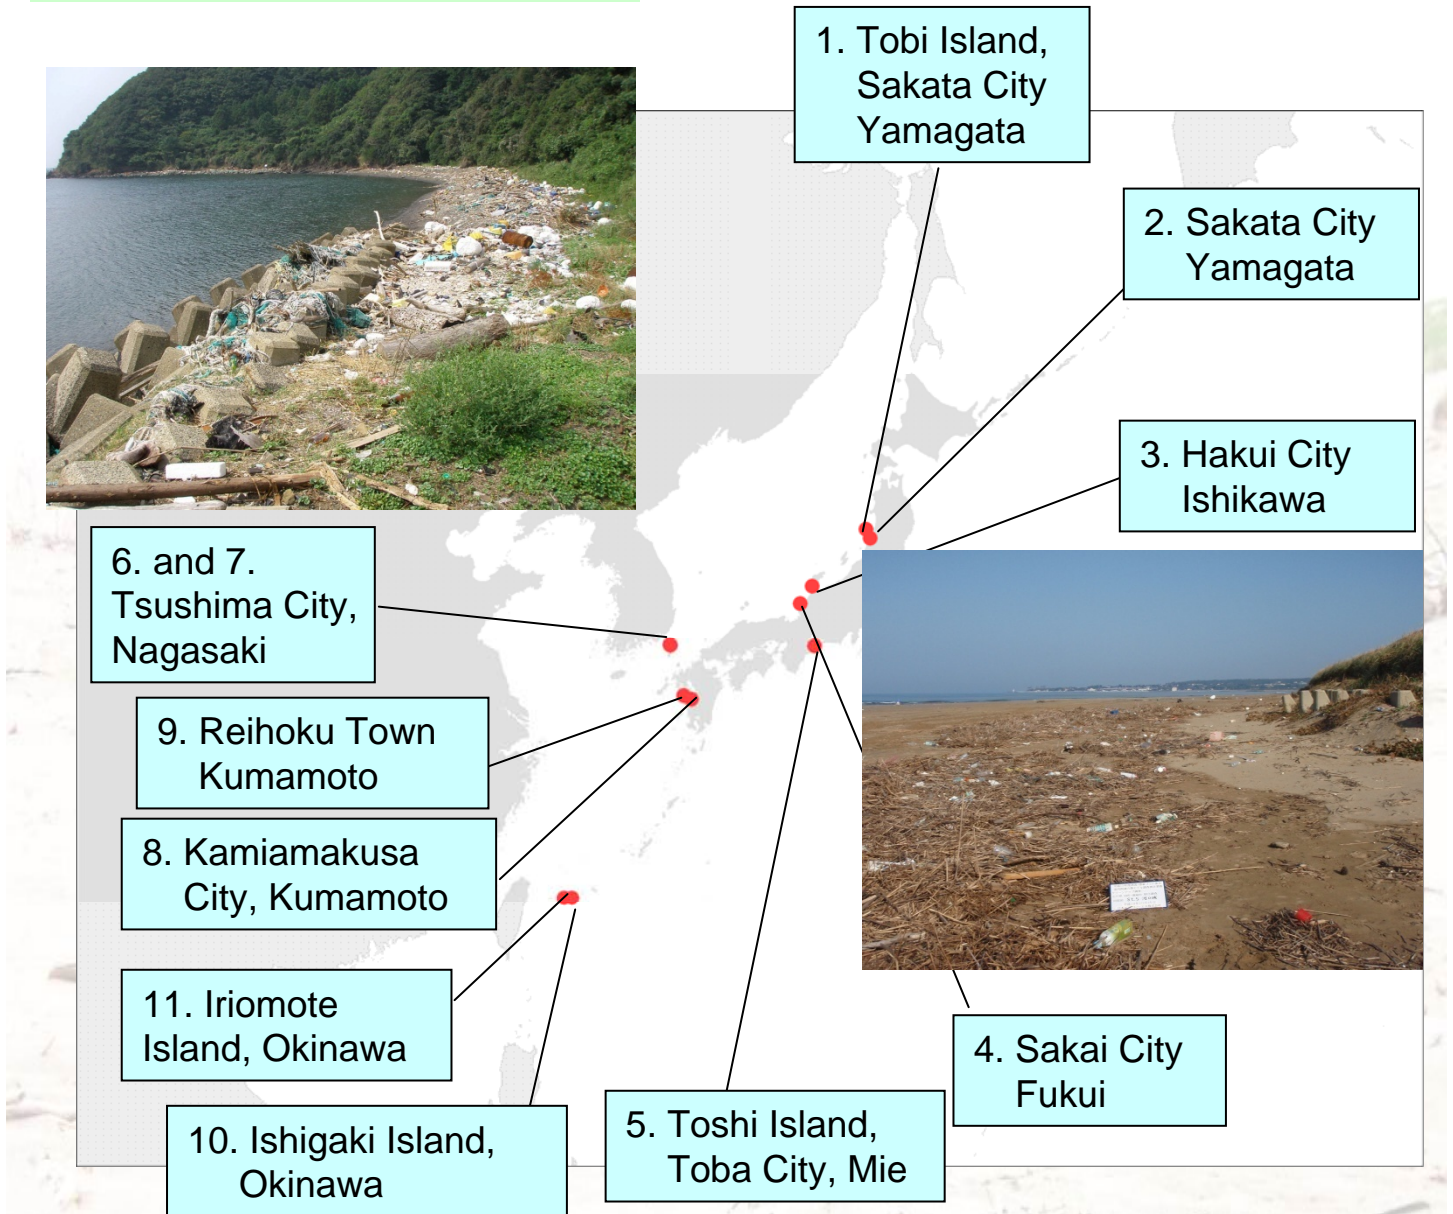 1. Tobi Island,
Sakata City
Yamagata
2. Sakata City
Yamagata
3. Hakui City
Ishikawa
6. and 7.
Tsushima City,
Nagasaki
9. Reihoku Town
Kumamoto
8. Kamiamakusa
City, Kumamoto
11. Iriomote
Island, Okinawa
10. Ishigaki Island,
Okinawa
5. Toshi Island,
Toba City, Mie
4. Sakai City
Fukui